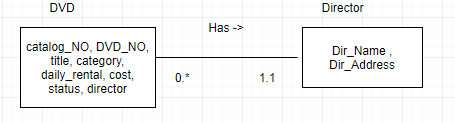 DVD
Director
Has ->
catalog_NO, DVD_NO,
title, category,
daily_rental, cost,
status, director
Dir_Name ,
Dir_Address
0.*
1.1